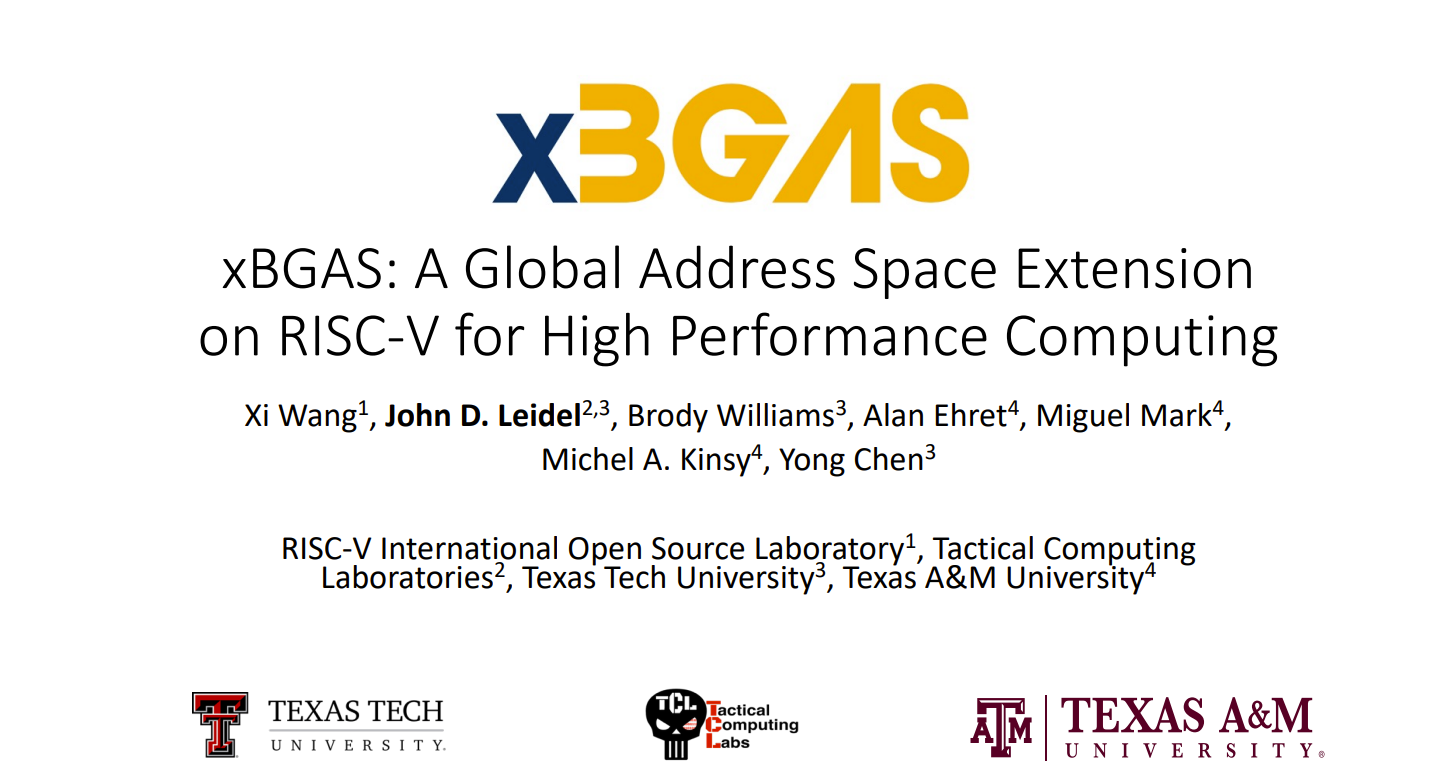 xBGAS
xBGAS: A Global Address Space Extension
on RISC-V for High Performance Computing
Xi Wang¹, John D. Leidel²,³, Brody Williams³, Alan Ehret⁴, Miguel Mark⁴,
Michel A. Kinsy⁴, Yong Chen³
RISC-V International Open Source Laboratory¹, Tactical Computing
Laboratories², Texas Tech University³, Texas A&M University⁴
TEXAS TECH
UNIVERSITY.
TCL
Tactical
Computing
Labs
ATM
TEXAS A&M
UNIVERSITY®